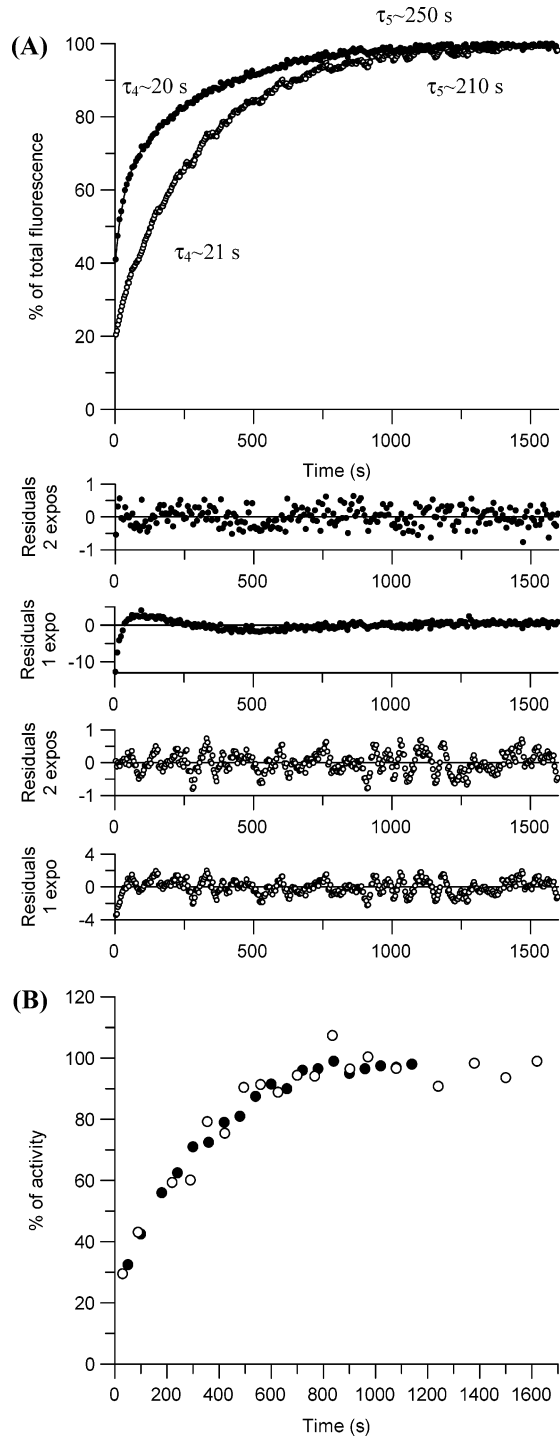 (A)
τ5~250 s
100
τ4~20 s
τ5~210 s
80
60
τ4~21 s
40
20
0
% of total fluorescence
0 500 1000 1500
Time (s)
Residuals
2 expos
1
0
-1
0 500 1000 1500
Residuals
1 expo
0
-10
0 500 1000 1500
Residuals
2 expos
1
0
-1
0 500 1000 1500
Residuals
1 expo
4
0
-4
0 500 1000 1500
(B)
120
100
80
60
40
20
0
% of activity
0 200 400 600 800 1000 1200 1400 1600
Time (s)